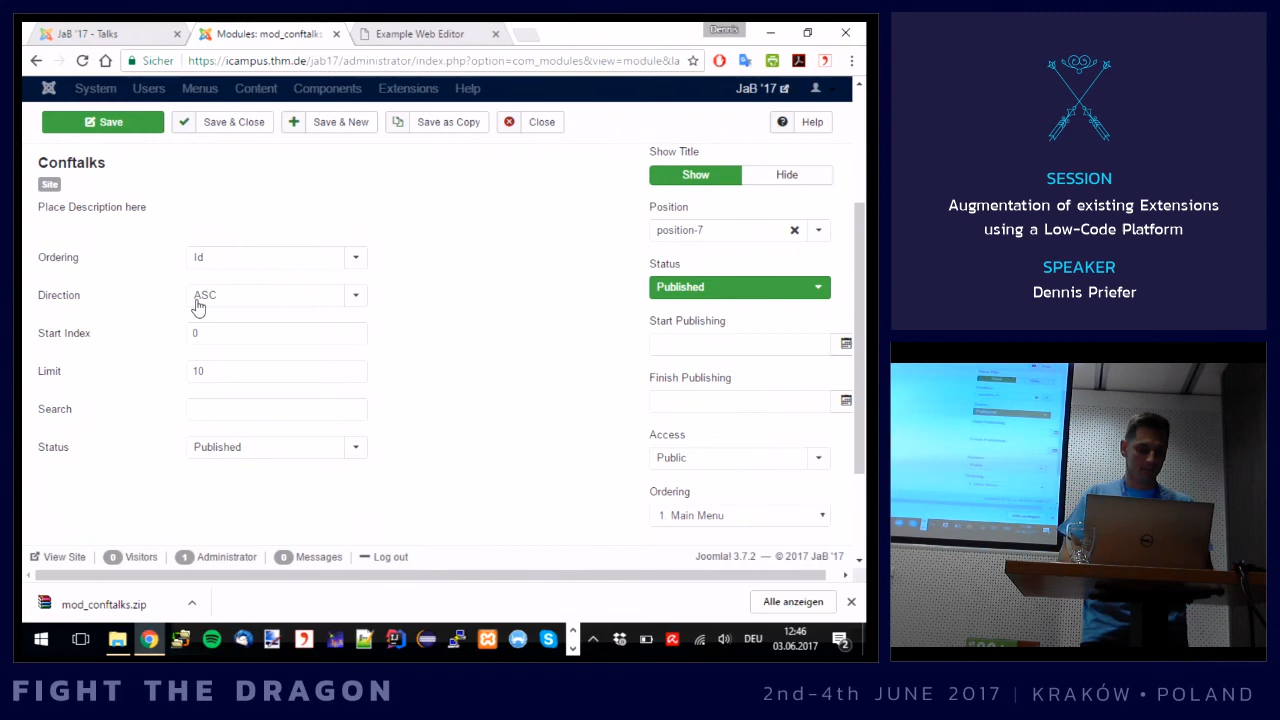 JaB '17 - Talks
Modules: mod_conftalks
Example Web Editor
Dennis
Sicher
https://icampus.thm.de/jab17/administrator/index.php?option=com_modules&view=module&la
System Users Menus Content Components Extensions Help
JaB '17
Save
Save & Close
Save & New
Save as Copy
Close
Help
Conftalks
Site
Place Description here
Ordering
Id
Direction
ASC
Start Index
0
Limit
10
Search
Status
Published
Show Title
Show
Hide
Position
position-7
Status
Published
Start Publishing
Finish Publishing
Access
Public
Ordering
1. Main Menu
View Site
0 Visitors
1 Administrator
0 Messages
Log out
Joomla! 3.7.2 — © 2017 JaB '17
mod_conftalks.zip
Alle anzeigen
DEU
12:46
03.06.2017
2
SESSION
Augmentation of existing Extensions
using a Low-Code Platform
SPEAKER
Dennis Priefer
FIGHT THE DRAGON
2nd-4th JUNE 2017 | KRAKÓW • POLAND